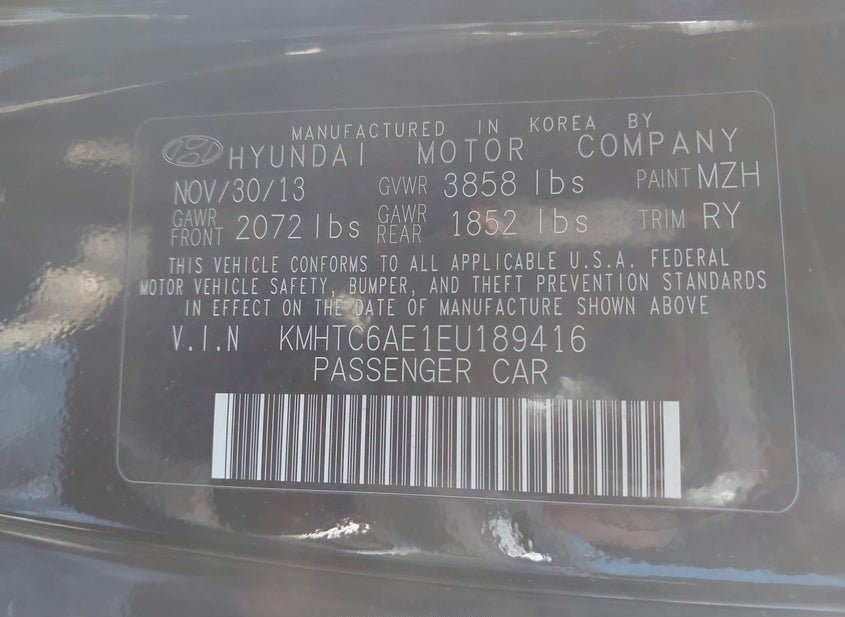 MANUFACTURED IN KOREA BY
HYUNDAI MOTOR COMPANY
NOV/30/13 GVWR 3858 lbs PAINT MZH
GAWR FRONT 2072 lbs GAWR REAR 1852 lbs TRIM RY
THIS VEHICLE CONFORMS TO ALL APPLICABLE U.S.A. FEDERAL
MOTOR VEHICLE SAFETY, BUMPER, AND THEFT PREVENTION STANDARDS
IN EFFECT ON THE DATE OF MANUFACTURE SHOWN ABOVE
V.I.N KMHTC6AE1EU189416
PASSENGER CAR